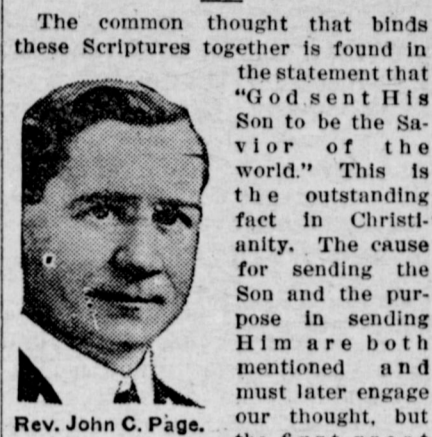 The common thought that binds
these Scriptures together is found in
the statement that
"God sent His
Son to be the Sa-
vior of the
world." This is
the outstanding
fact in Christi-
anity. The cause
for sending the
Son and the pur-
pose in sending
Him are both
mentioned and
must later engage
our thought, but
Rev. John C. Page.